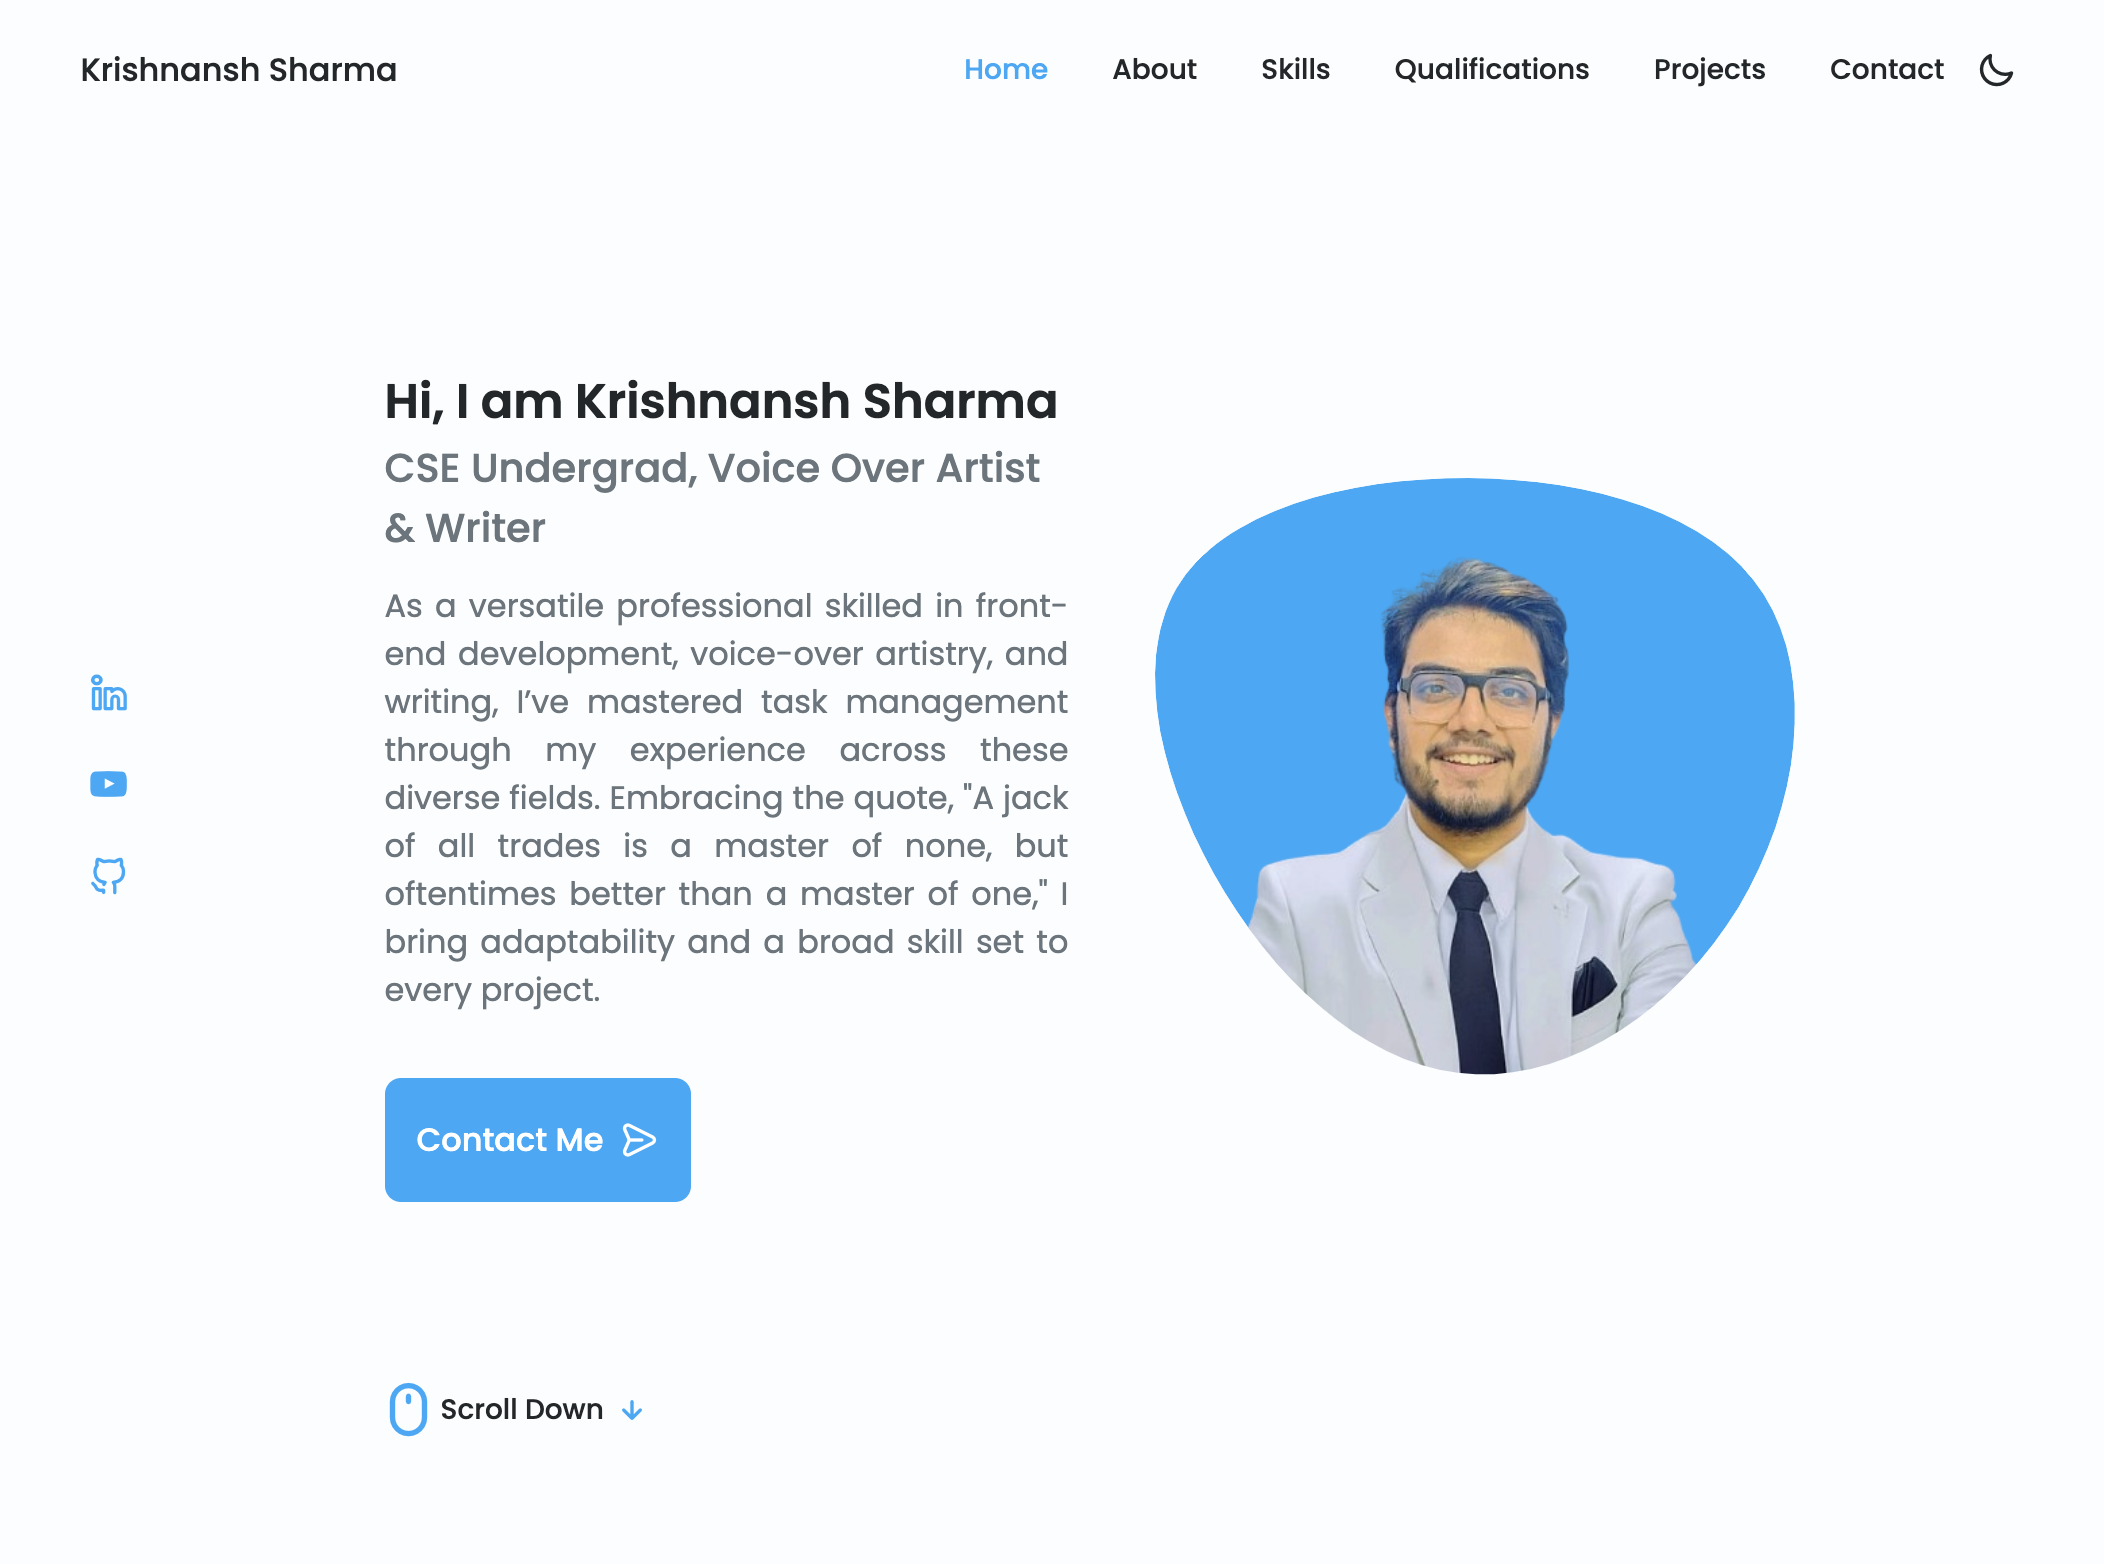 Krishnansh Sharma
Home About Skills Qualifications Projects Contact
Hi, I am Krishnansh Sharma
CSE Undergrad, Voice Over Artist
& Writer
As a versatile professional skilled in front-
end development, voice-over artistry, and
writing, I’ve mastered task management
through my experience across these
diverse fields. Embracing the quote, "A jack
of all trades is a master of none, but
oftentimes better than a master of one," I
bring adaptability and a broad skill set to
every project.
Contact Me
Scroll Down